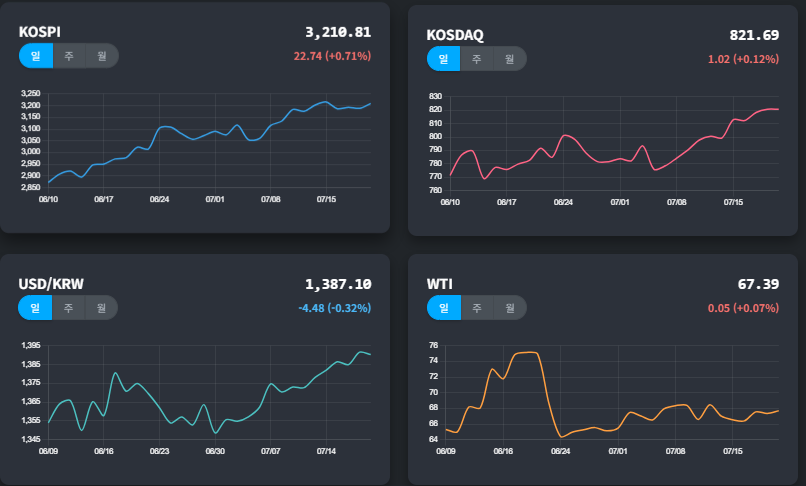 KOSPI 3,210.81
일 주 월 22.74 (+0.71%)
3,250
3,200
3,150
3,100
3,050
3,000
2,950
2,900
2,850
06/10 06/17 06/24 07/01 07/08 07/15
KOSDAQ 821.69
일 주 월 1.02 (+0.12%)
830
820
810
800
790
780
770
760
06/10 06/17 06/24 07/01 07/08 07/15
USD/KRW 1,387.10
일 주 월 -4.48 (-0.32%)
1,395
1,385
1,375
1,365
1,355
1,345
06/09 06/16 06/23 06/30 07/07 07/14
WTI 67.39
일 주 월 0.05 (+0.07%)
76
74
72
70
68
66
64
06/09 06/16 06/24 07/01 07/08 07/15